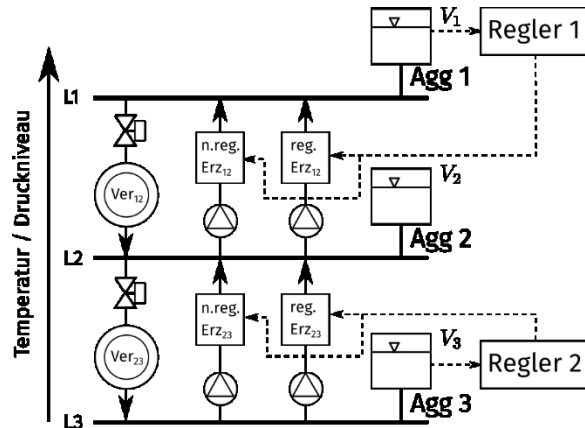 V₁
Regler 1
Agg 1
L1
n.reg.
Erz₁₂
reg.
Erz₁₂
Ver₁₂
V₂
Agg 2
L2
n.reg.
Erz₂₃
reg.
Erz₂₃
Ver₂₃
V₃
Regler 2
Agg 3
L3
Temperatur / Druckniveau